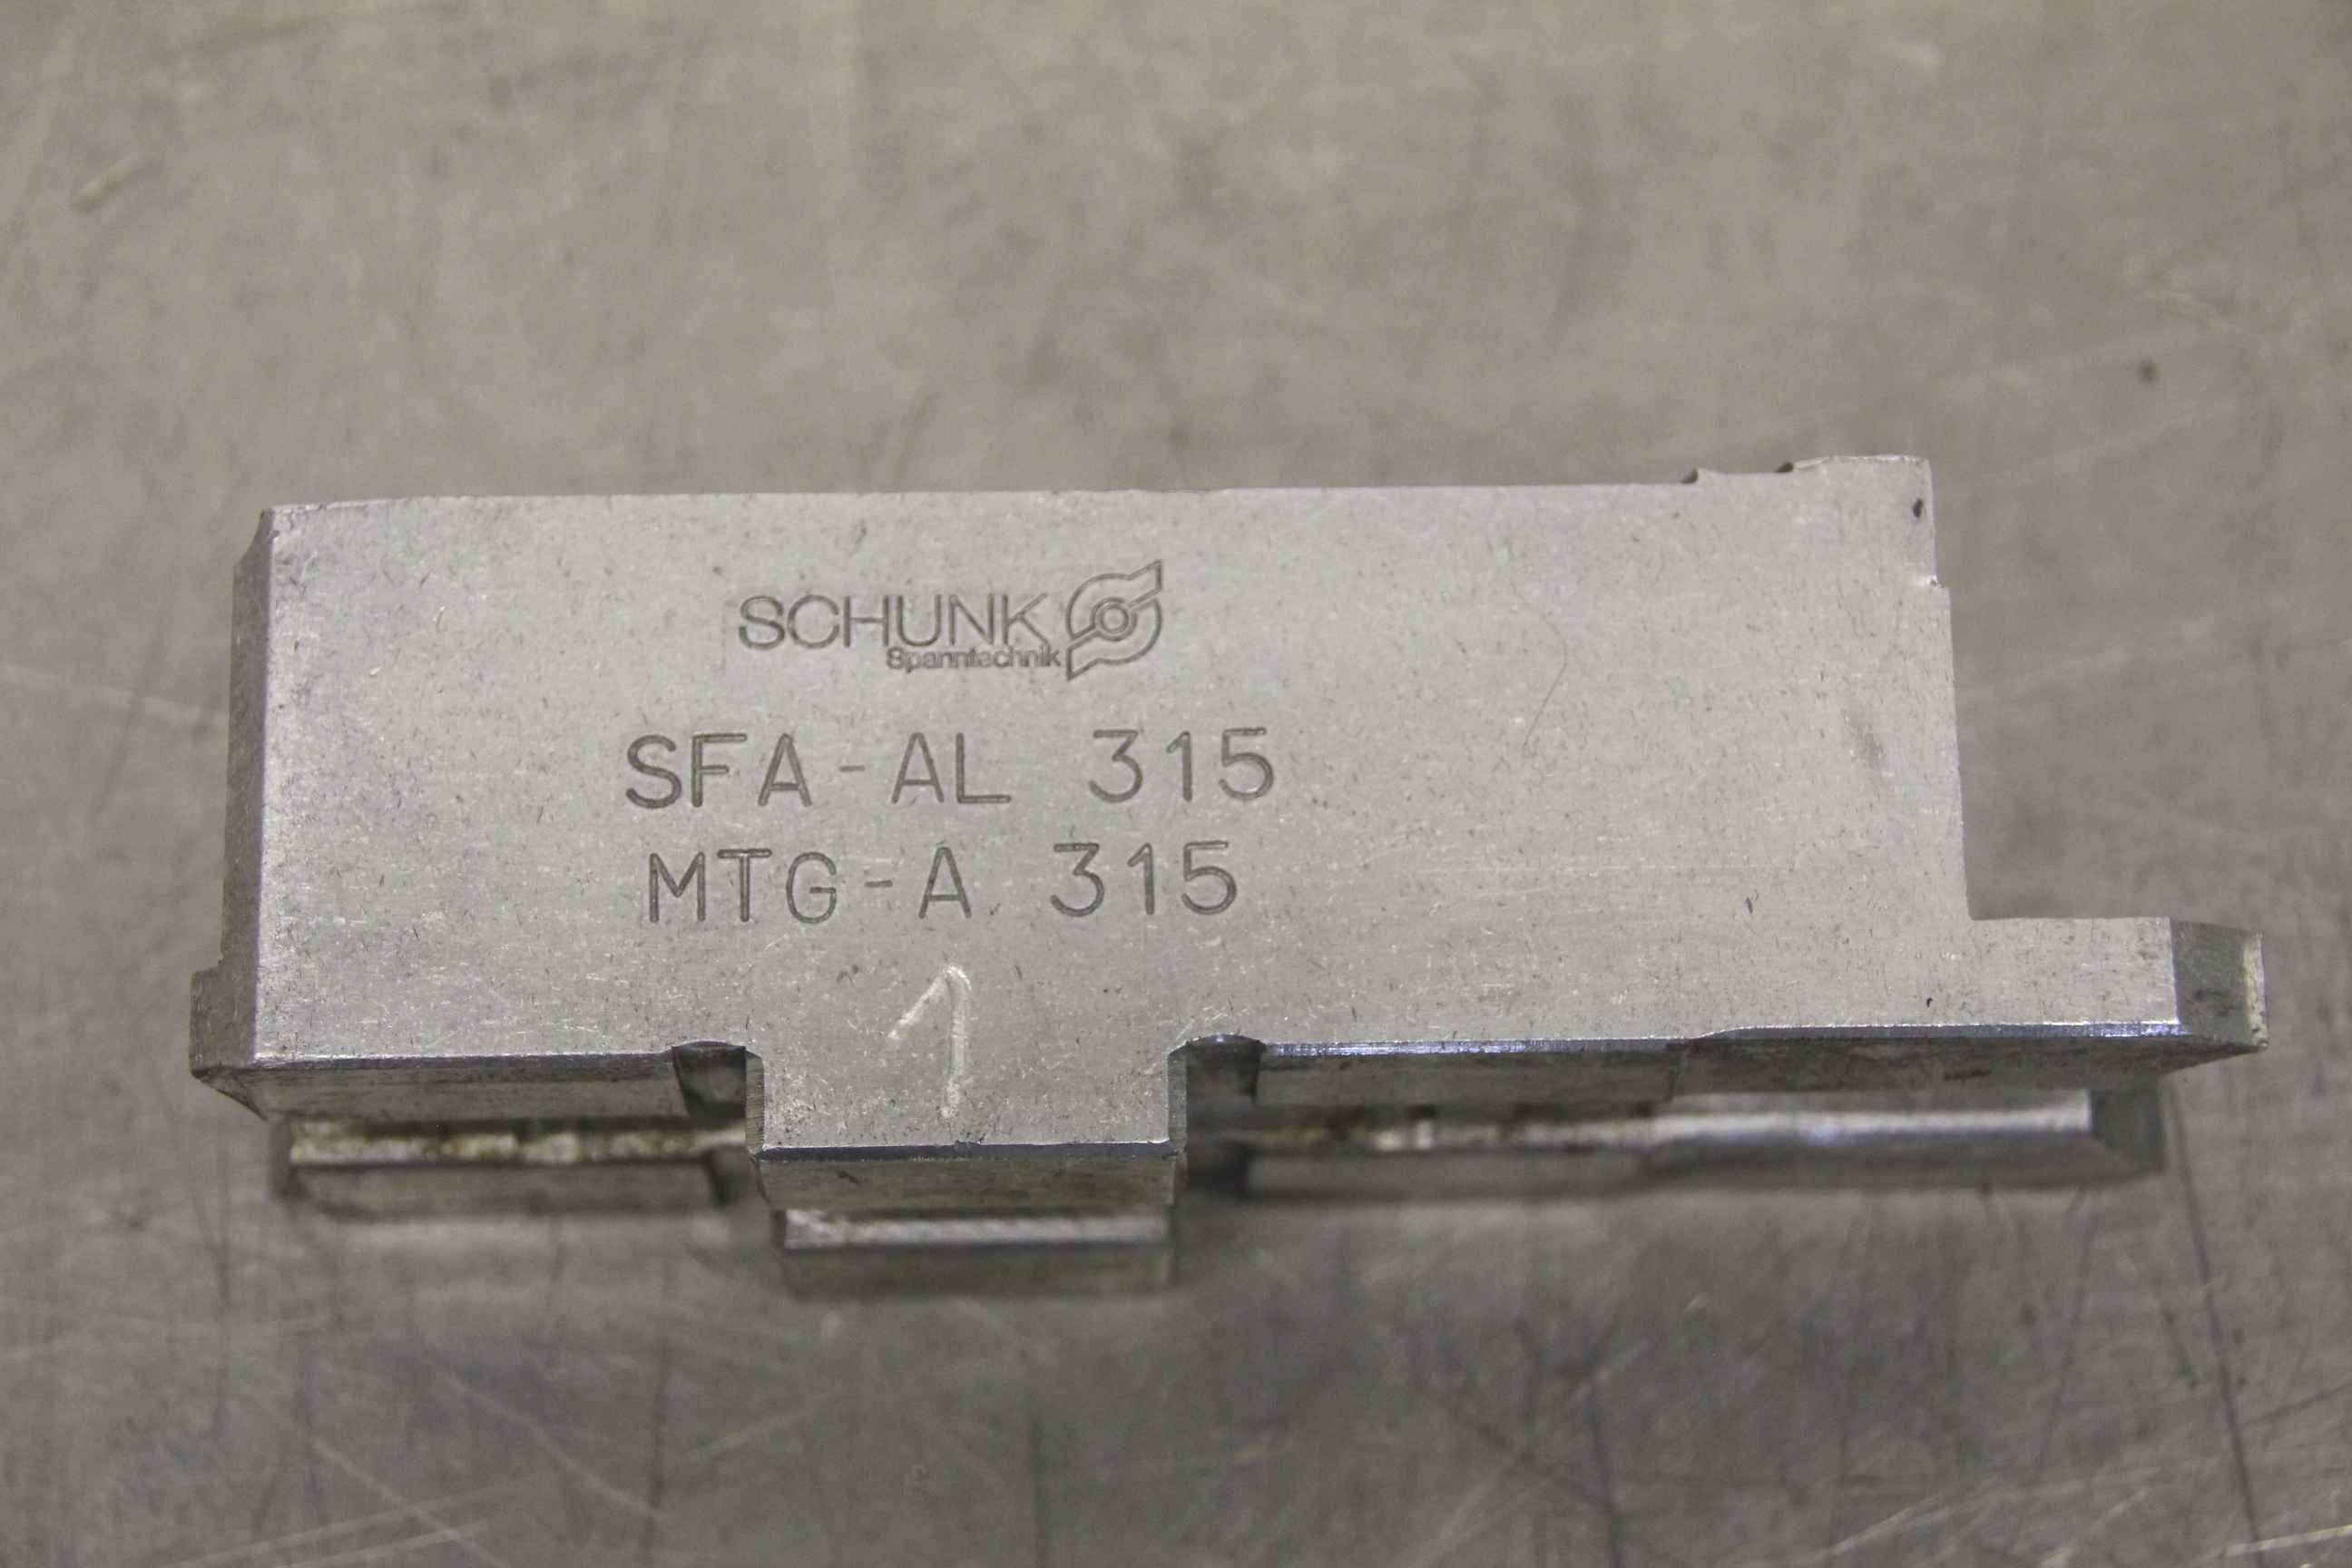 SCHUNK
Spanntechnik
SFA-AL 315
MTG-A 315
1